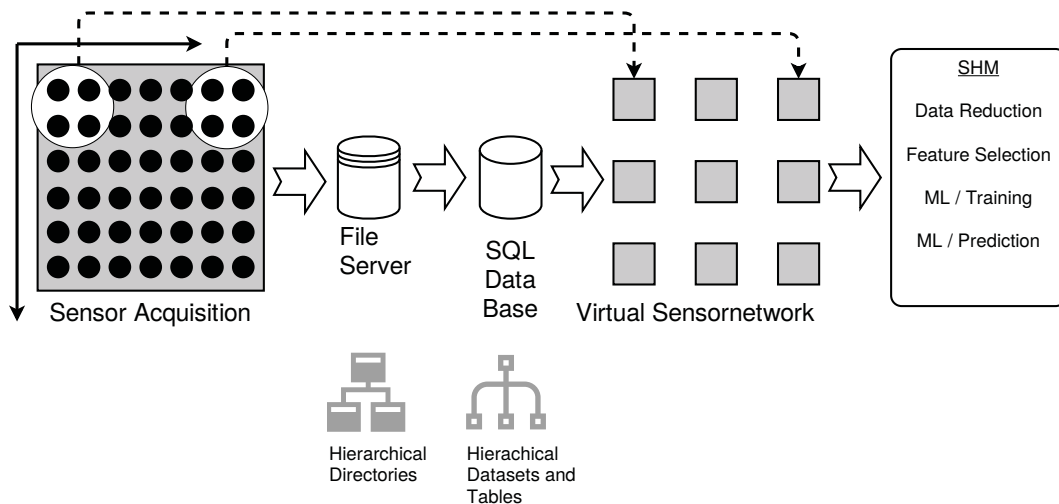 SHM
Data Reduction
Feature Selection
ML / Training
ML / Prediction
File
Server
SQL
Data
Base
Sensor Acquisition
Virtual Sensornetwork
Hierarchical
Directories
Hierachical
Datasets and
Tables